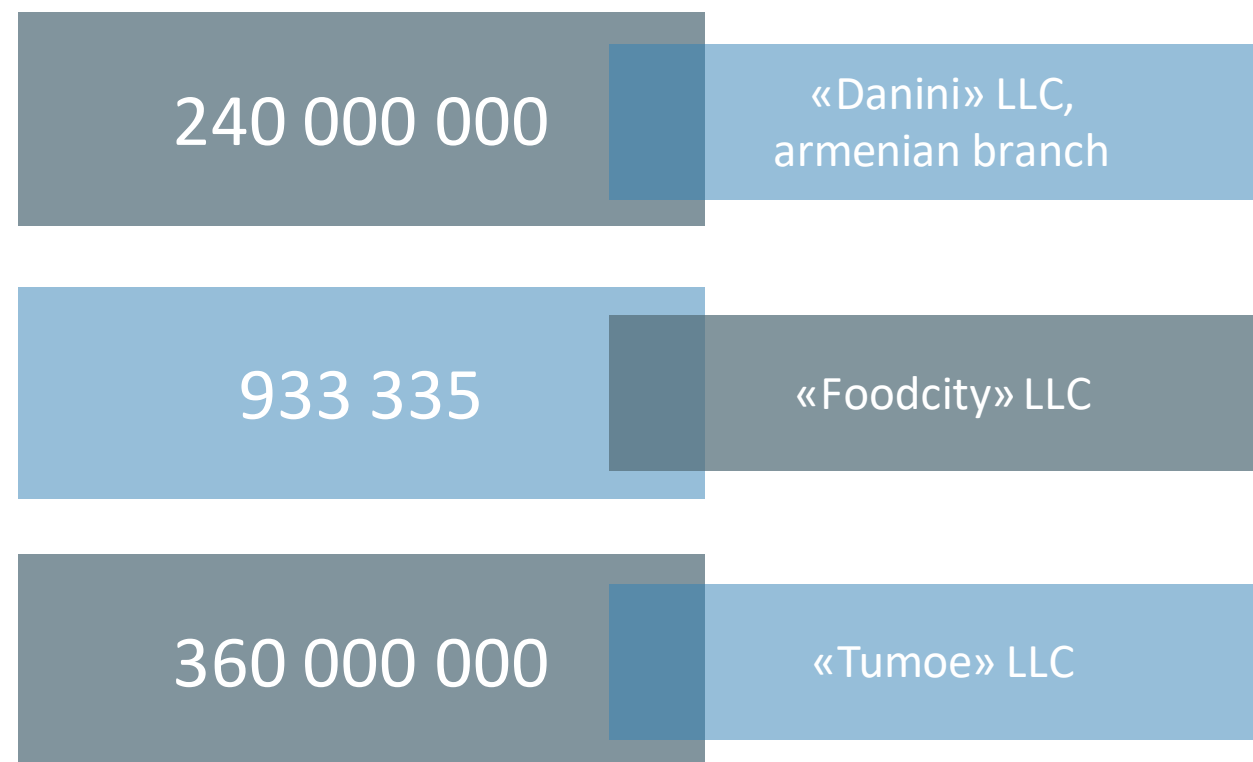 240 000 000
«Danini» LLC,
armenian branch
933 335
«Foodcity» LLC
360 000 000
«Tumoe» LLC